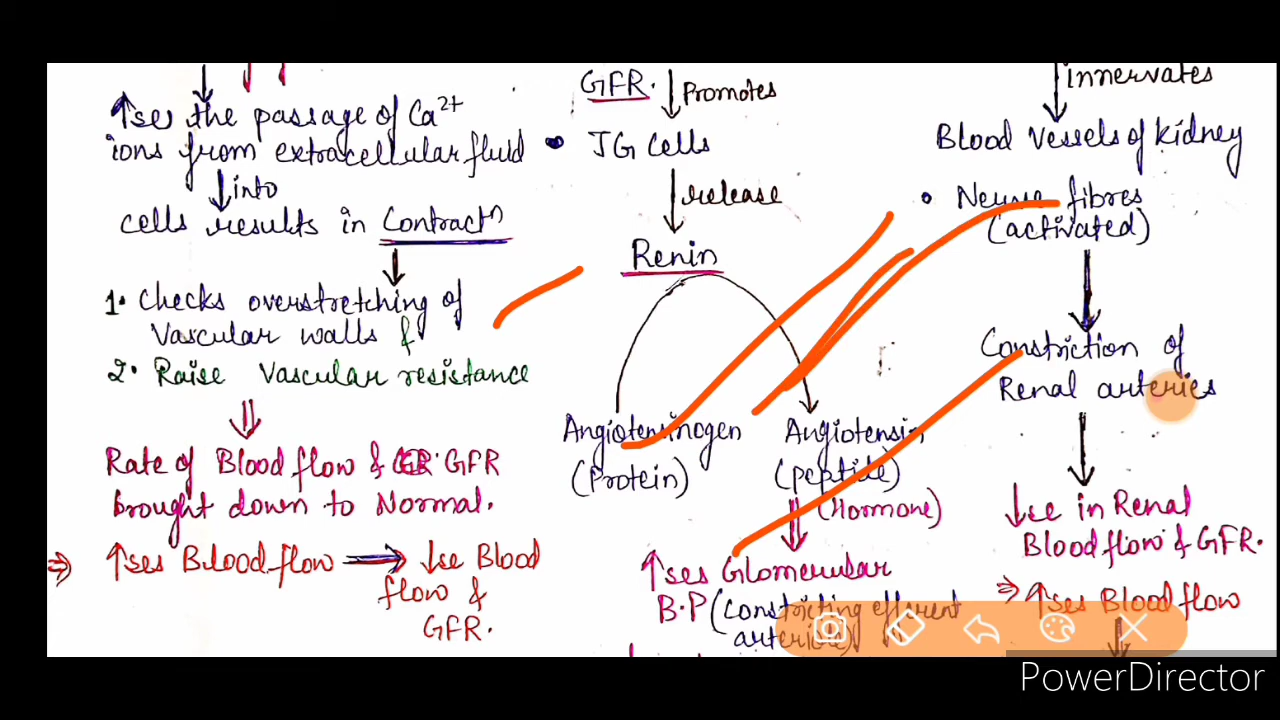 ↑ses the passage of Ca²⁺
ions from extracellular fluid
↓into
cells results in Contractⁿ
1. Checks overstretching of
Vascular walls &
2. Raise Vascular resistance
⇓
Rate of Blood flow & GFR
brought down to Normal.
⇒ ↑ses Blood flow → ↓se Blood
flow &
GFR.
GFR. ↓ Promotes
• JG Cells
↓ release
Renin
Angiotensinogen
(Protein)
Angiotensin
(peptide)
⇓ (Hormone)
↑ses Glomerular
B.P (Constricting efferent
arteriole)
↓ innervates
Blood vessels of kidney
• Neuve fibres
(activated)
↓
Constriction of
Renal arteries
↓
↓se in Renal
Blood flow & GFR.
⇒ ↑ses Blood flow
↓
PowerDirector